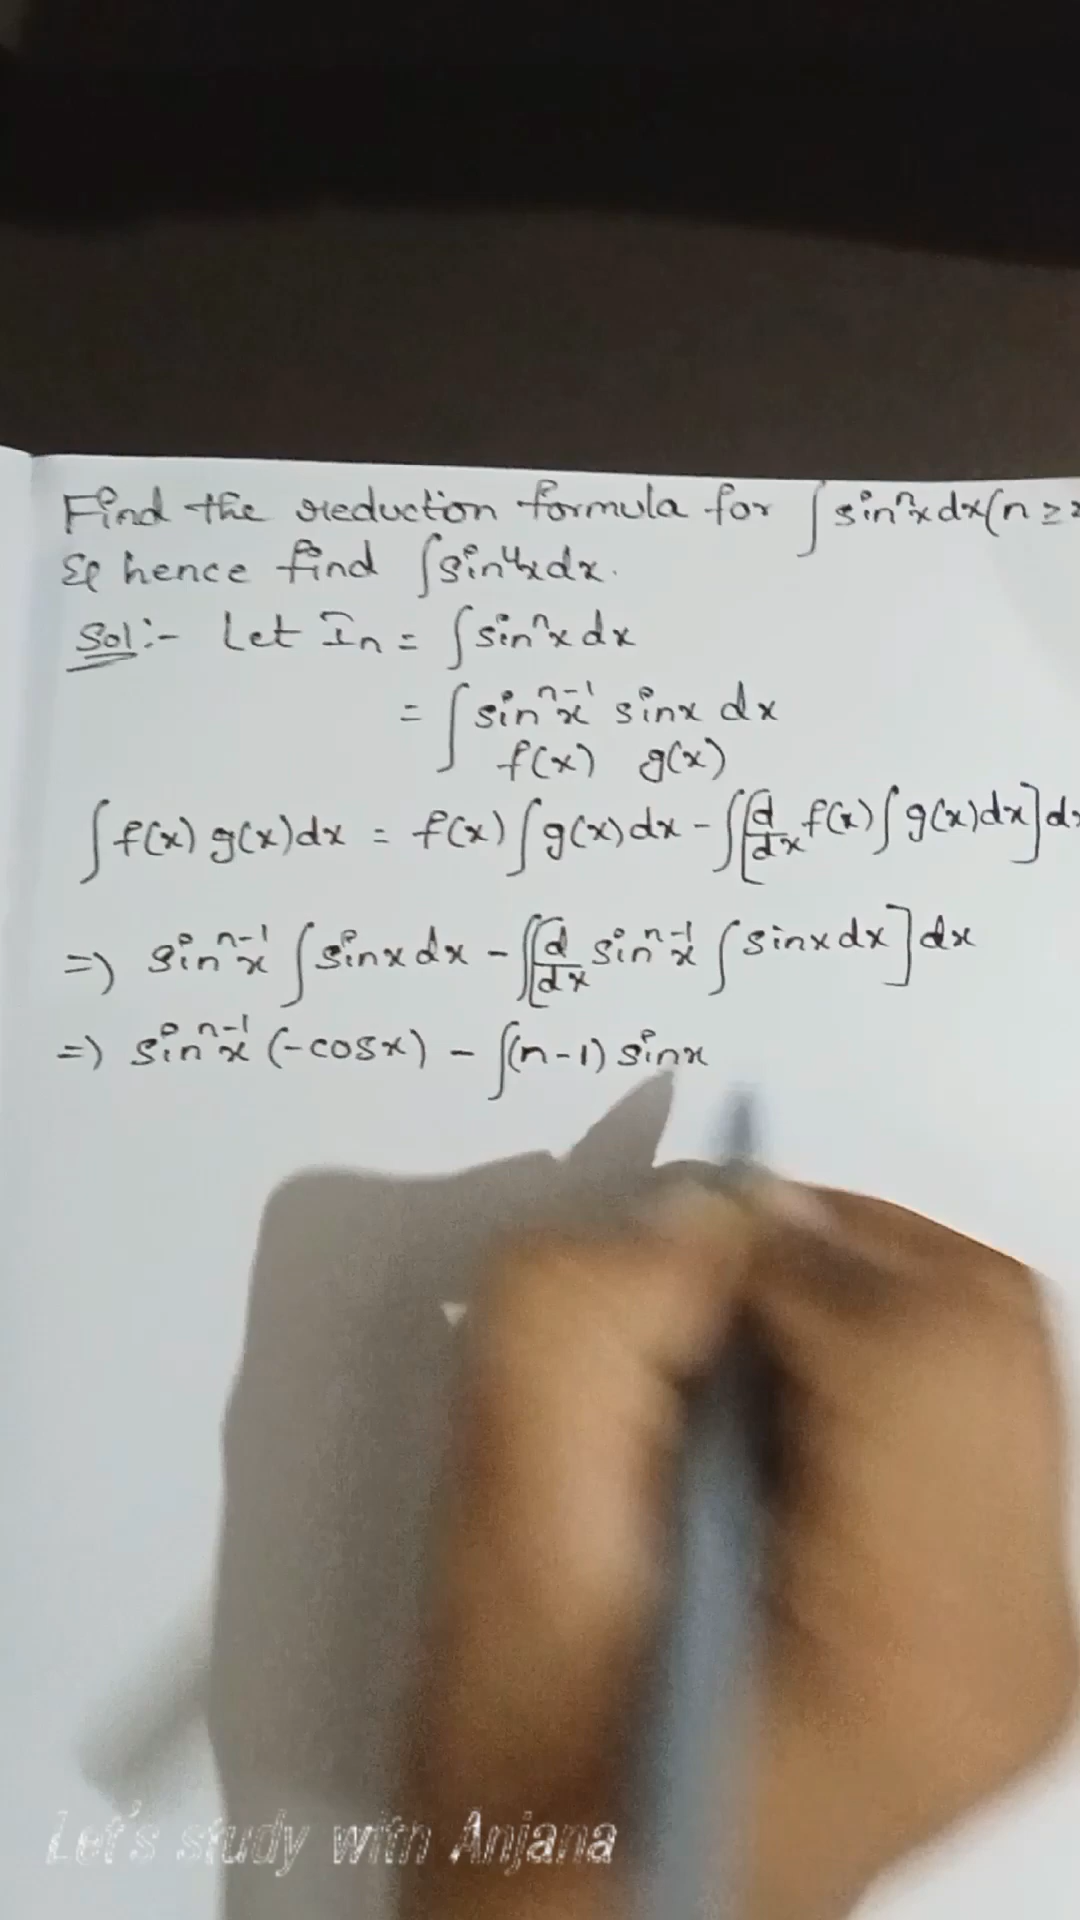 Find the reduction formula for ∫ sinⁿx dx (n ≥ 2
& hence find ∫ sin⁴x dx.
Sol:- Let Iₙ = ∫ sinⁿx dx
= ∫ sinⁿ⁻¹x sinx dx
f(x) g(x)
∫ f(x) g(x) dx = f(x) ∫ g(x) dx - ∫[d/dx f(x) ∫ g(x) dx] dx
=) sinⁿ⁻¹x ∫ sinx dx - ∫[d/dx sinⁿ⁻¹x ∫ sinx dx] dx
=) sinⁿ⁻¹x (-cosx) - ∫(n-1) sinx
Let's study with Anjana